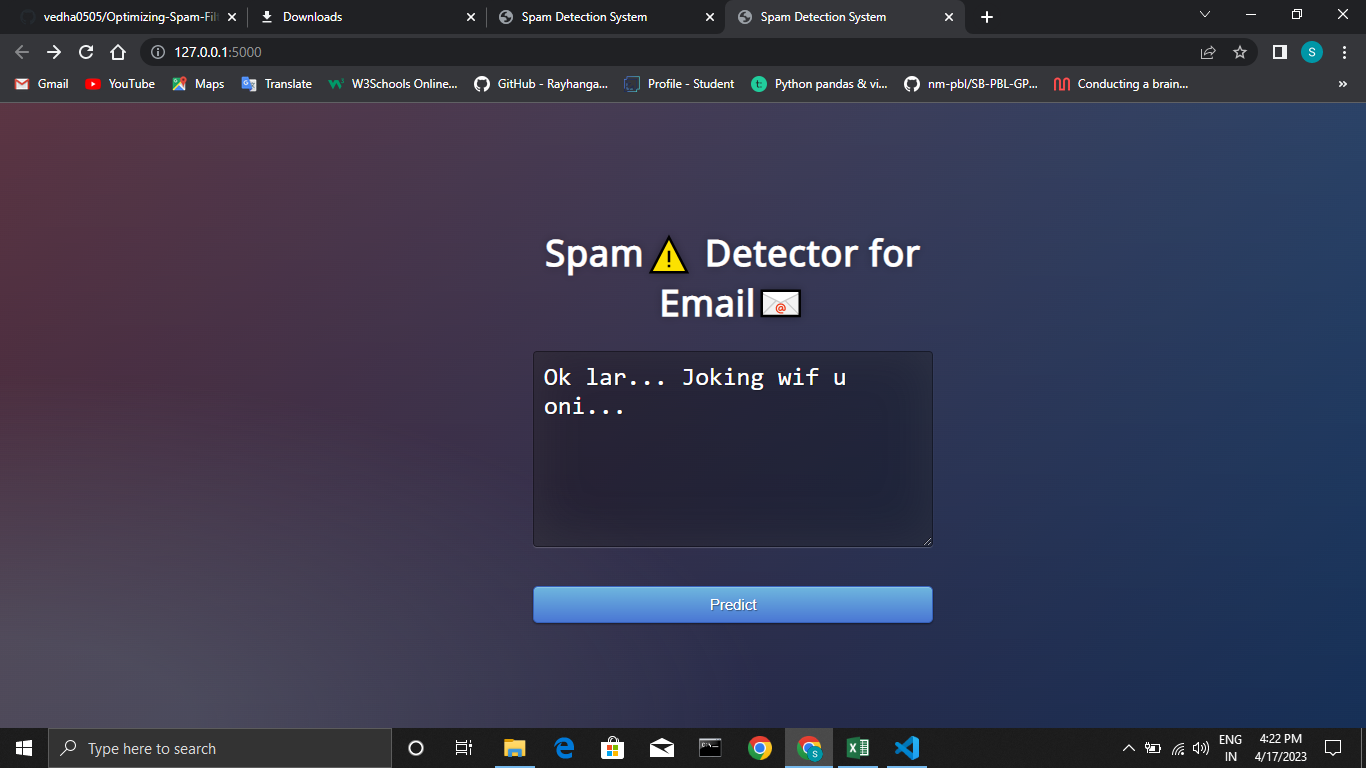 vedha0505/Optimizing-Spam-Fil
Downloads
Spam Detection System
Spam Detection System
127.0.0.1:5000
S
Gmail
YouTube
Maps
Translate
W3Schools Online...
GitHub - Rayhanga...
Profile - Student
Python pandas & vi...
nm-pbl/SB-PBL-GP...
Conducting a brain...
»
Spam⚠ Detector for
Email📧
Ok lar... Joking wif u
oni...
Predict
Type here to search
ENG
IN
4:22 PM
4/17/2023